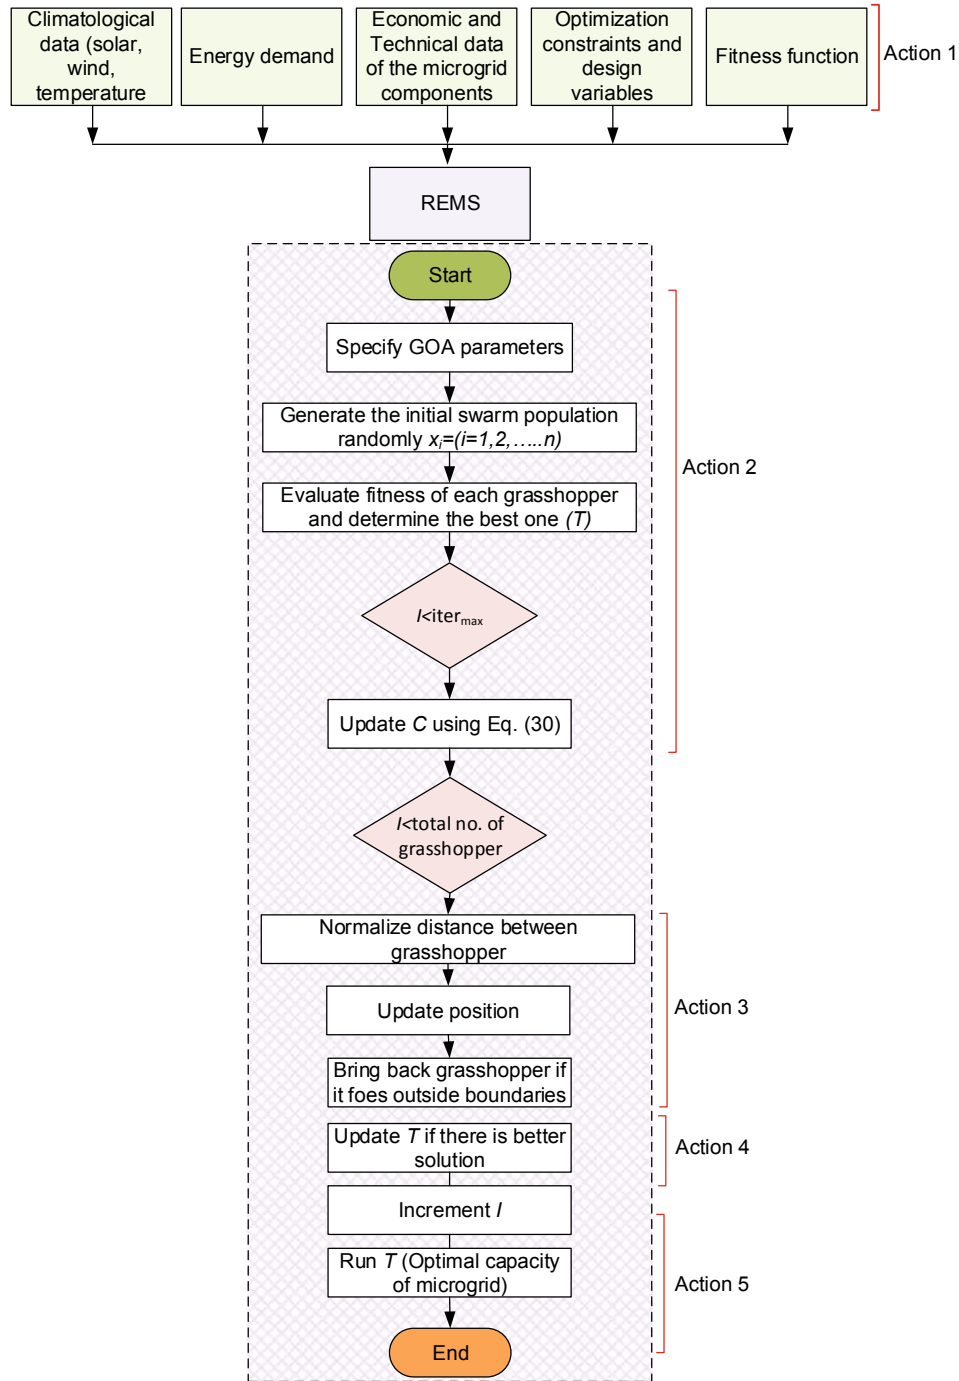 Climatological
data (solar,
wind,
temperature
Energy demand
Economic and
Technical data
of the microgrid
components
Optimization
constraints and
design
variables
Fitness function
Action 1
REMS
Start
Specify GOA parameters
Generate the initial swarm population
randomly xi=(i=1,2,…..n)
Evaluate fitness of each grasshopper
and determine the best one (T)
Action 2
I<itermax
Update C using Eq. (30)
I<total no. of
grasshopper
Normalize distance between
grasshopper
Update position
Action 3
Bring back grasshopper if
it foes outside boundaries
Update T if there is better
solution
Action 4
Increment I
Run T (Optimal capacity
of microgrid)
Action 5
End